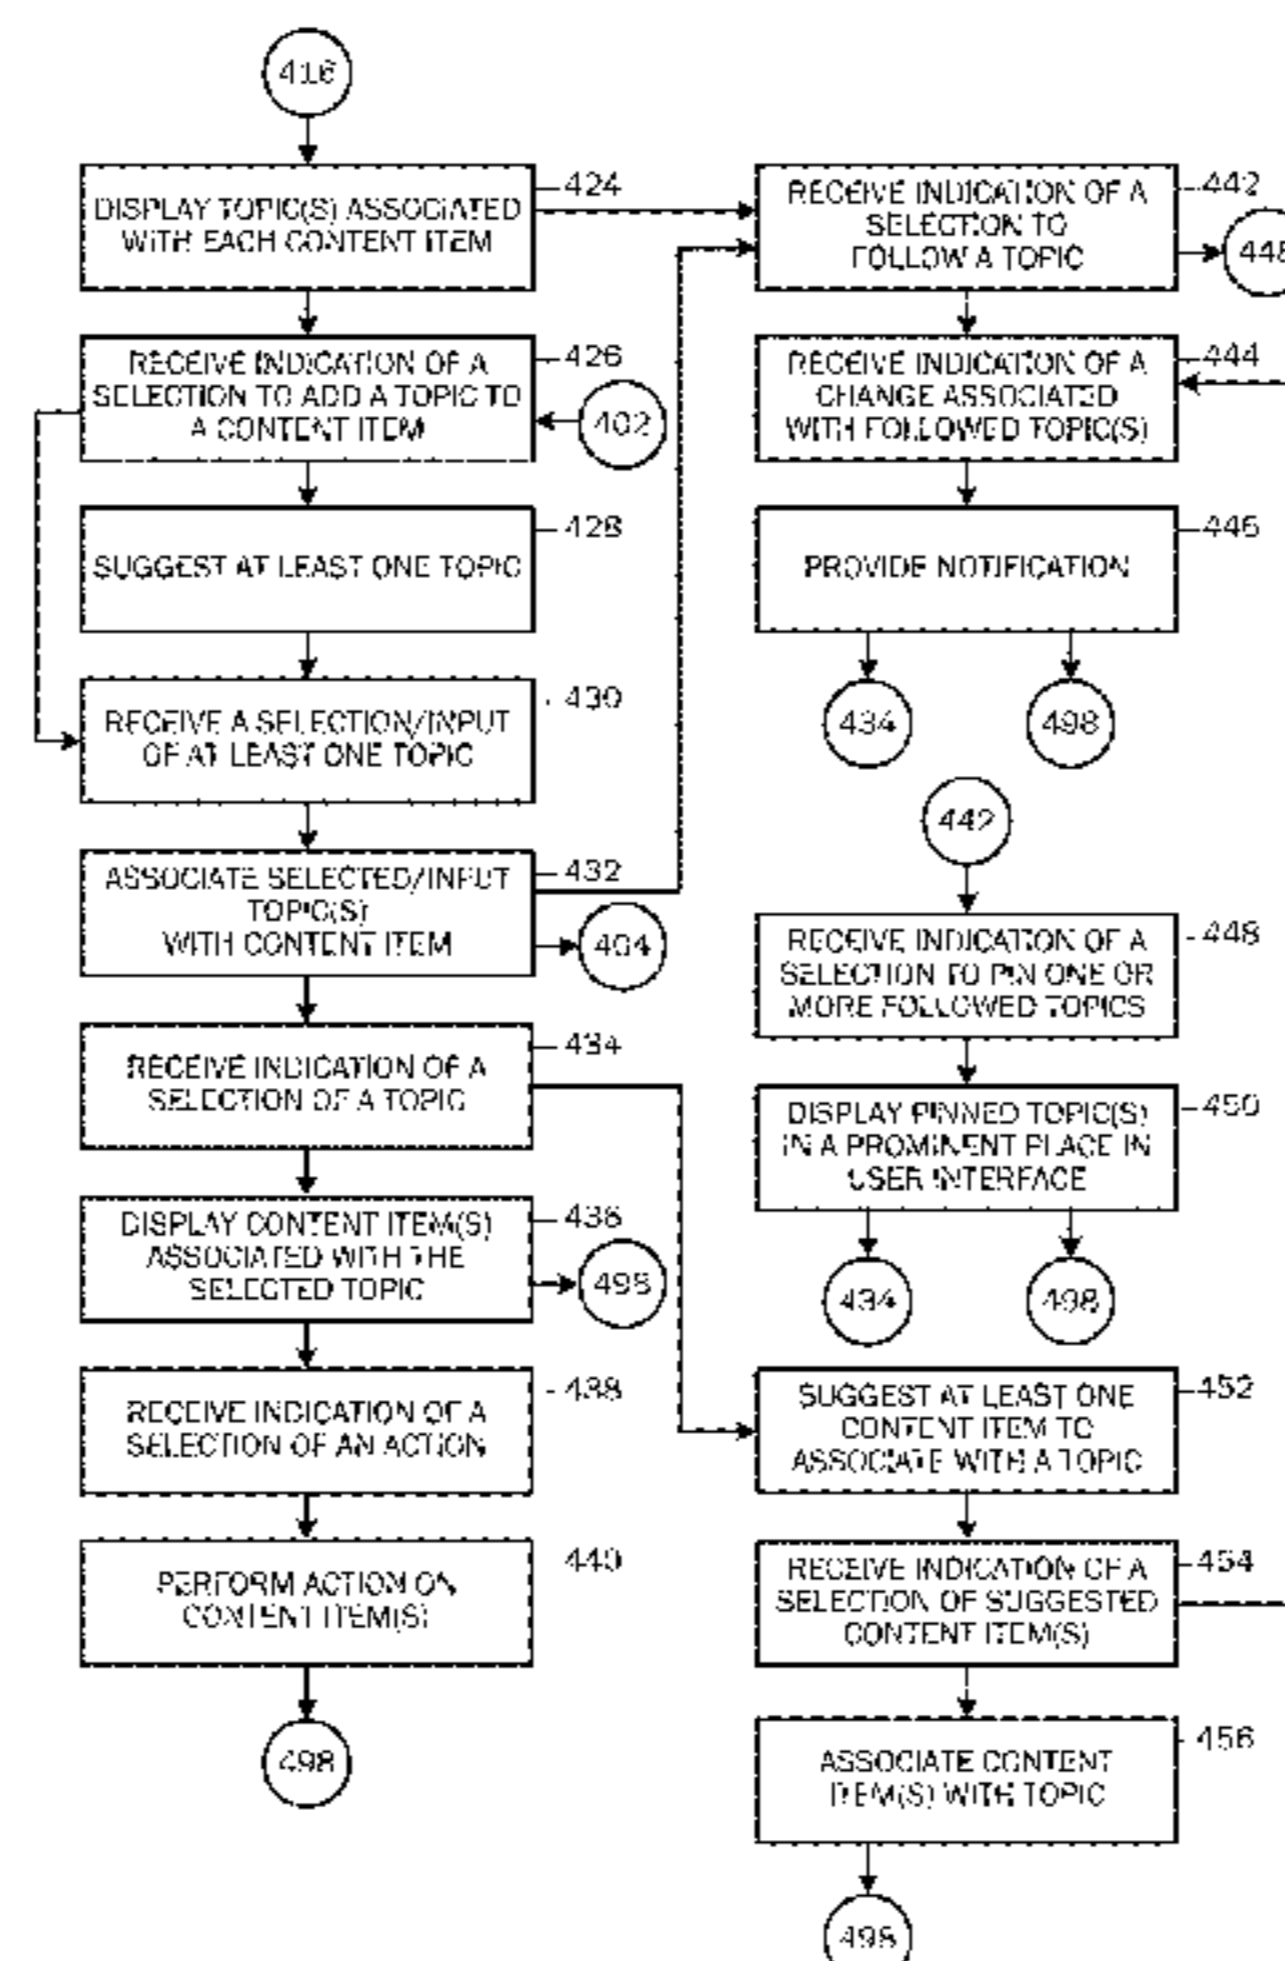 416
DISPLAY TOPIC(S) ASSOCIATED
WITH EACH CONTENT ITEM
424
RECEIVE INDICATION OF A
SELECTION TO ADD A TOPIC TO
A CONTENT ITEM
426
402
SUGGEST AT LEAST ONE TOPIC
428
RECEIVE A SELECTION/INPUT
OF AT LEAST ONE TOPIC
430
ASSOCIATE SELECTED/INPUT
TOPIC(S)
WITH CONTENT ITEM
432
404
RECEIVE INDICATION OF A
SELECTION OF A TOPIC
434
DISPLAY CONTENT ITEM(S)
ASSOCIATED WITH THE
SELECTED TOPIC
436
498
RECEIVE INDICATION OF A
SELECTION OF AN ACTION
438
PERFORM ACTION ON
CONTENT ITEM(S)
440
498
RECEIVE INDICATION OF A
SELECTION TO
FOLLOW A TOPIC
442
448
RECEIVE INDICATION OF A
CHANGE ASSOCIATED
WITH FOLLOWED TOPIC(S)
444
PROVIDE NOTIFICATION
446
434
498
442
RECEIVE INDICATION OF A
SELECTION TO PIN ONE OR
MORE FOLLOWED TOPICS
448
DISPLAY PINNED TOPIC(S)
IN A PROMINENT PLACE IN
USER INTERFACE
450
434
498
SUGGEST AT LEAST ONE
CONTENT ITEM TO
ASSOCIATE WITH A TOPIC
452
RECEIVE INDICATION OF A
SELECTION OF SUGGESTED
CONTENT ITEM(S)
454
ASSOCIATE CONTENT
ITEM(S) WITH TOPIC
456
498